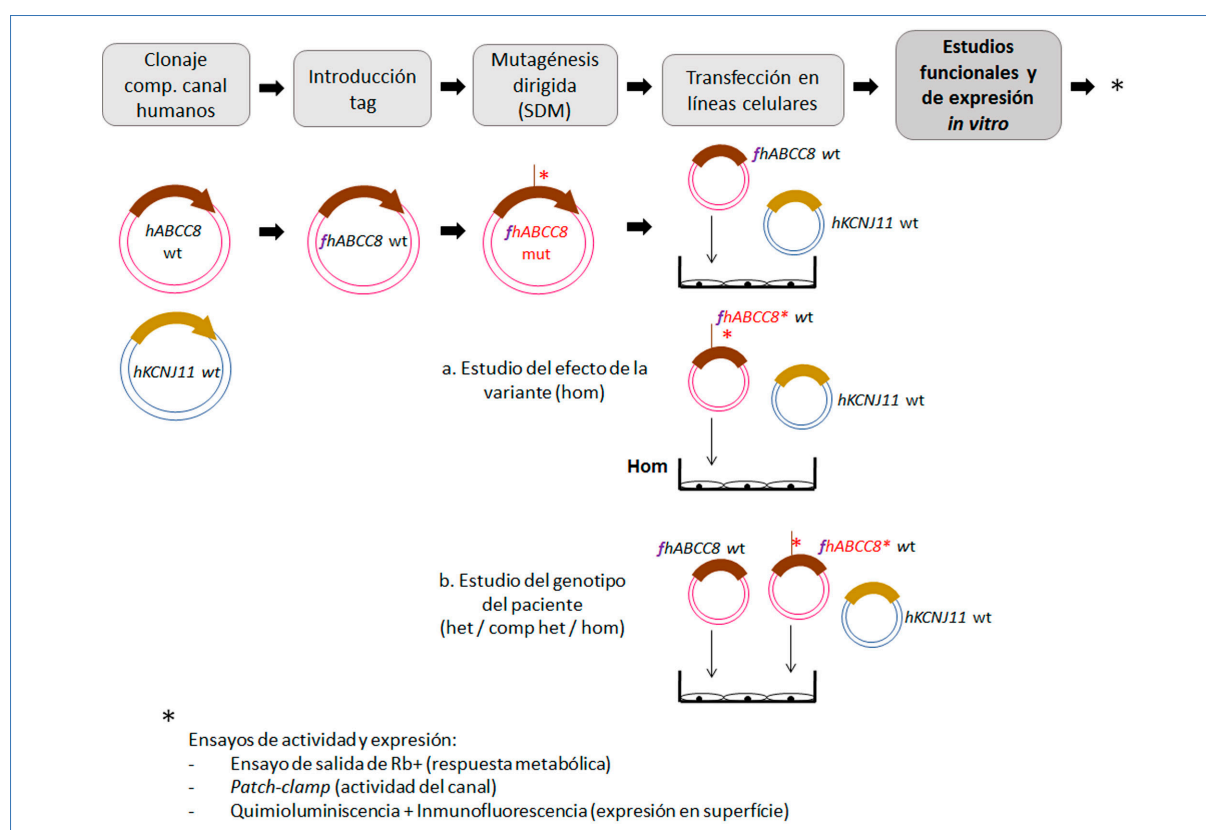 Clonaje
comp. canal
humanos
Introducción
tag
Mutagénesis
dirigida
(SDM)
Transfección en
líneas celulares
Estudios
funcionales y
de expresión
in vitro
*
hABCC8
wt
fhABCC8 wt
*
fhABCC8
mut
fhABCC8 wt
hKCNJ11 wt
hKCNJ11 wt
a. Estudio del efecto de la
variante (hom)
fhABCC8* wt
*
hKCNJ11 wt
Hom
b. Estudio del genotipo
del paciente
(het / comp het / hom)
fhABCC8 wt
*
fhABCC8* wt
hKCNJ11 wt
*
Ensayos de actividad y expresión:
- Ensayo de salida de Rb+ (respuesta metabólica)
- Patch-clamp (actividad del canal)
- Quimioluminiscencia + Inmunofluorescencia (expresión en superfície)